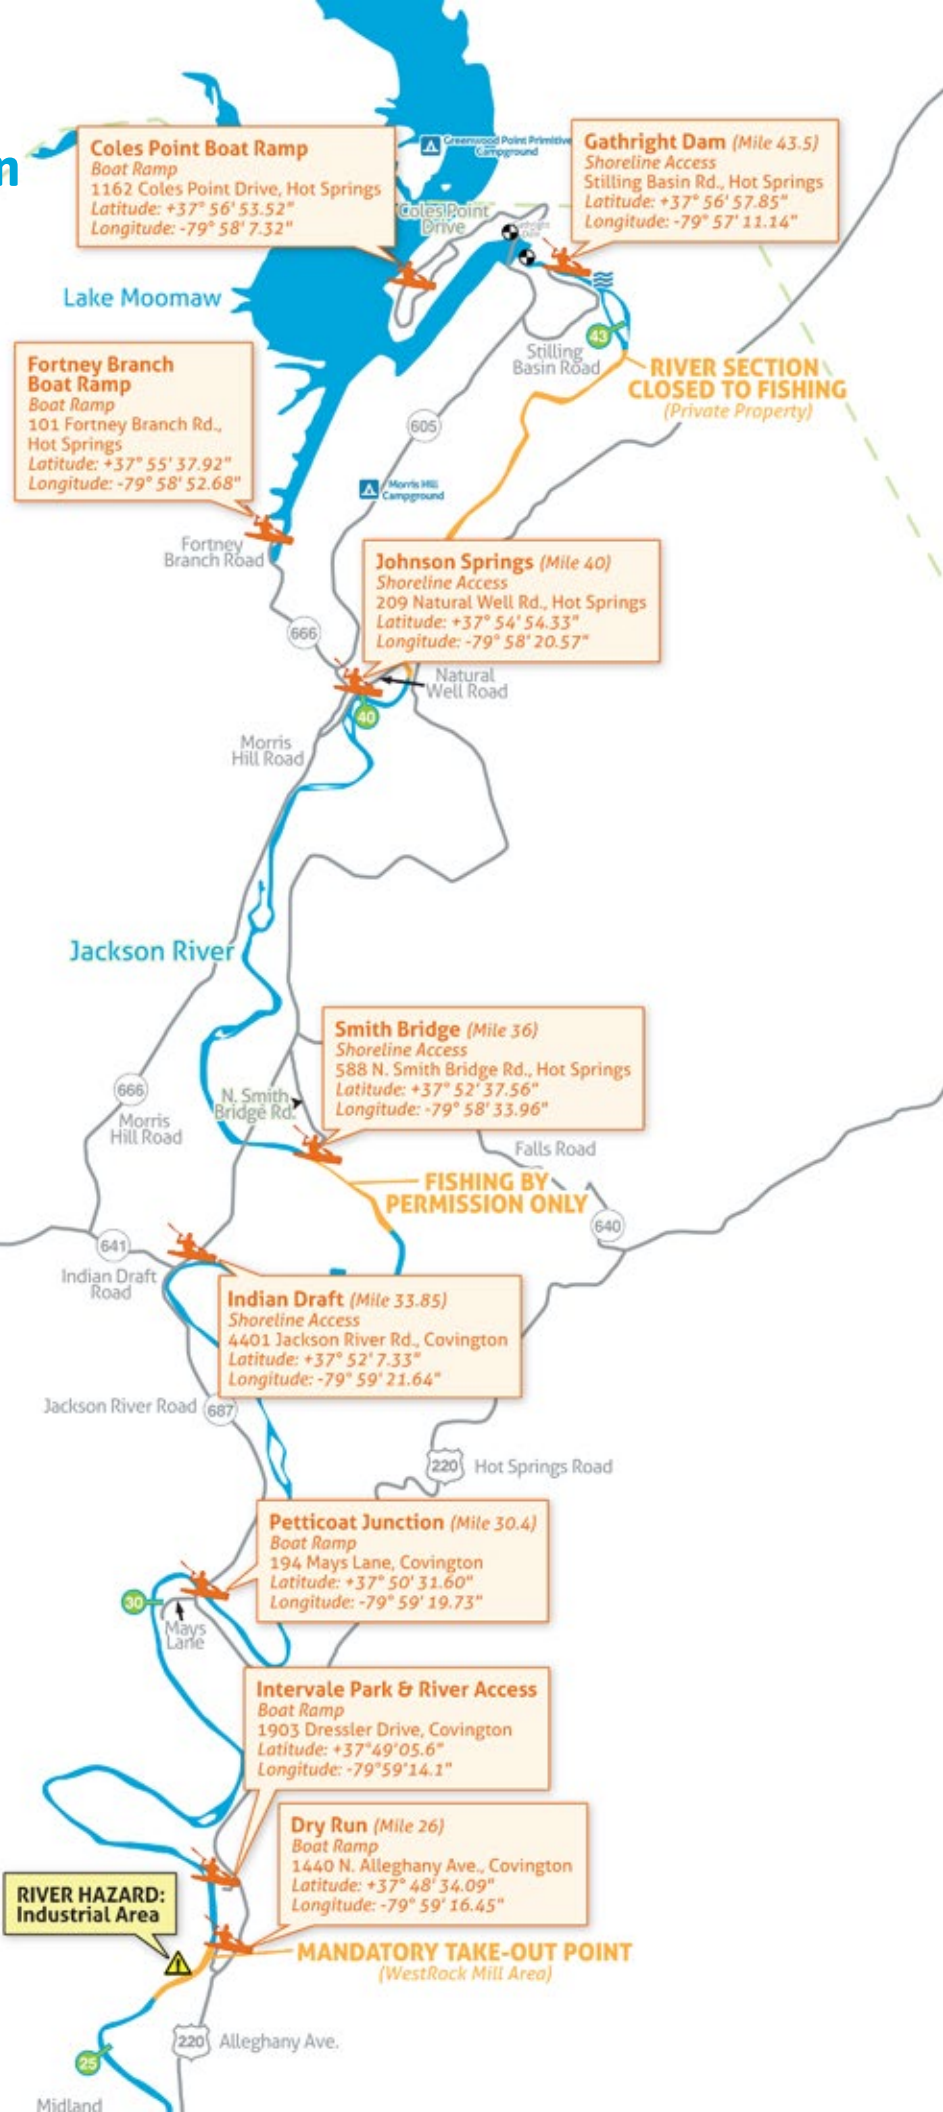 n
Coles Point Boat Ramp
Boat Ramp
1162 Coles Point Drive, Hot Springs
Latitude: +37° 56' 53.52"
Longitude: -79° 58' 7.32"
Greenwood Point Primitive
Campground
Gathright Dam (Mile 43.5)
Shoreline Access
Stilling Basin Rd., Hot Springs
Latitude: +37° 56' 57.85"
Longitude: -79° 57' 11.14"
Coles Point
Drive
Gathright
Dam
Lake Moomaw
43
Stilling
Basin Road
RIVER SECTION
CLOSED TO FISHING
(Private Property)
Fortney Branch
Boat Ramp
Boat Ramp
101 Fortney Branch Rd.,
Hot Springs
Latitude: +37° 55' 37.92"
Longitude: -79° 58' 52.68"
605
Morris Hill
Campground
Fortney
Branch Road
Johnson Springs (Mile 40)
Shoreline Access
209 Natural Well Rd., Hot Springs
Latitude: +37° 54' 54.33"
Longitude: -79° 58' 20.57"
666
Natural
Well Road
40
Morris
Hill Road
Jackson River
Smith Bridge (Mile 36)
Shoreline Access
588 N. Smith Bridge Rd., Hot Springs
Latitude: +37° 52' 37.56"
Longitude: -79° 58' 33.96"
666
Morris
Hill Road
N. Smith
Bridge Rd.
Falls Road
FISHING BY
PERMISSION ONLY
640
641
Indian Draft
Road
Indian Draft (Mile 33.85)
Shoreline Access
4401 Jackson River Rd., Covington
Latitude: +37° 52' 7.33"
Longitude: -79° 59' 21.64"
Jackson River Road
687
220
Hot Springs Road
Petticoat Junction (Mile 30.4)
Boat Ramp
194 Mays Lane, Covington
Latitude: +37° 50' 31.60"
Longitude: -79° 59' 19.73"
30
Mays
Lane
Intervale Park & River Access
Boat Ramp
1903 Dressler Drive, Covington
Latitude: +37°49'05.6"
Longitude: -79°59'14.1"
Dry Run (Mile 26)
Boat Ramp
1440 N. Alleghany Ave., Covington
Latitude: +37° 48' 34.09"
Longitude: -79° 59' 16.45"
RIVER HAZARD:
Industrial Area
MANDATORY TAKE-OUT POINT
(WestRock Mill Area)
220
Alleghany Ave.
25
Midland